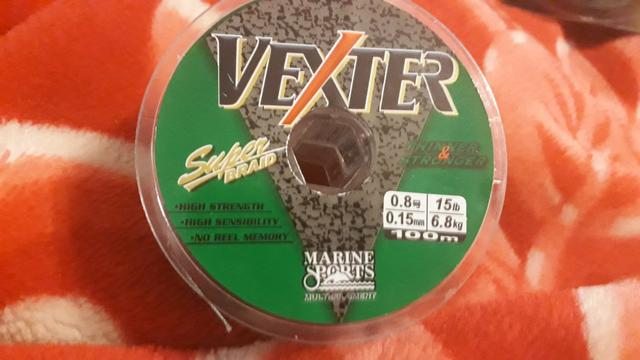 VEXTER
Super
BRAID
THINNER
&
STRONGER
•HIGH STRENGTH
•HIGH SENSIBILITY
•NO REEL MEMORY
0.8号 15lb
0.15mm 6.8kg
100m
MARINE
SPORTS
MULTIFILAMENT